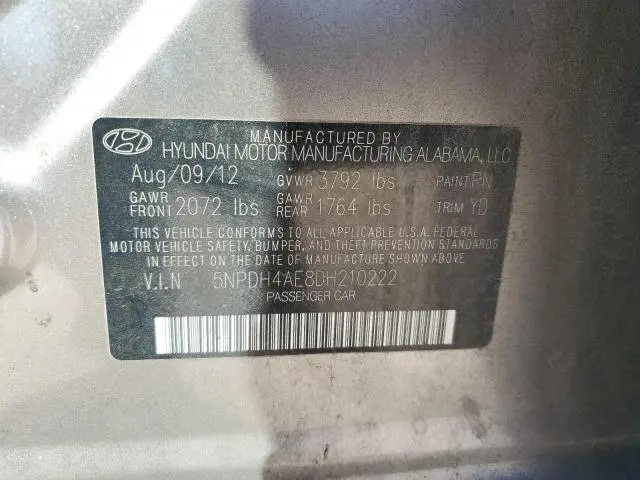 MANUFACTURED BY
HYUNDAI MOTOR MANUFACTURING ALABAMA, LLC
Aug/09/12 GVWR 3792 lbs PAINT RN
GAWR FRONT 2072 lbs GAWR REAR 1764 lbs TRIM YD
THIS VEHICLE CONFORMS TO ALL APPLICABLE U.S.A. FEDERAL
MOTOR VEHICLE SAFETY, BUMPER, AND THEFT PREVENTION STANDARDS
IN EFFECT ON THE DATE OF MANUFACTURE SHOWN ABOVE
V.I.N 5NPDH4AE8DH210222
PASSENGER CAR